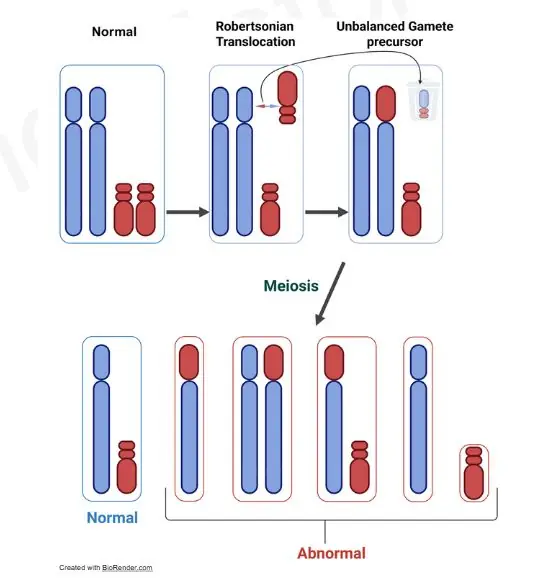 Normal
Robertsonian
Translocation
Unbalanced Gamete
precursor
Meiosis
Normal
Abnormal
Created with BioRender.com